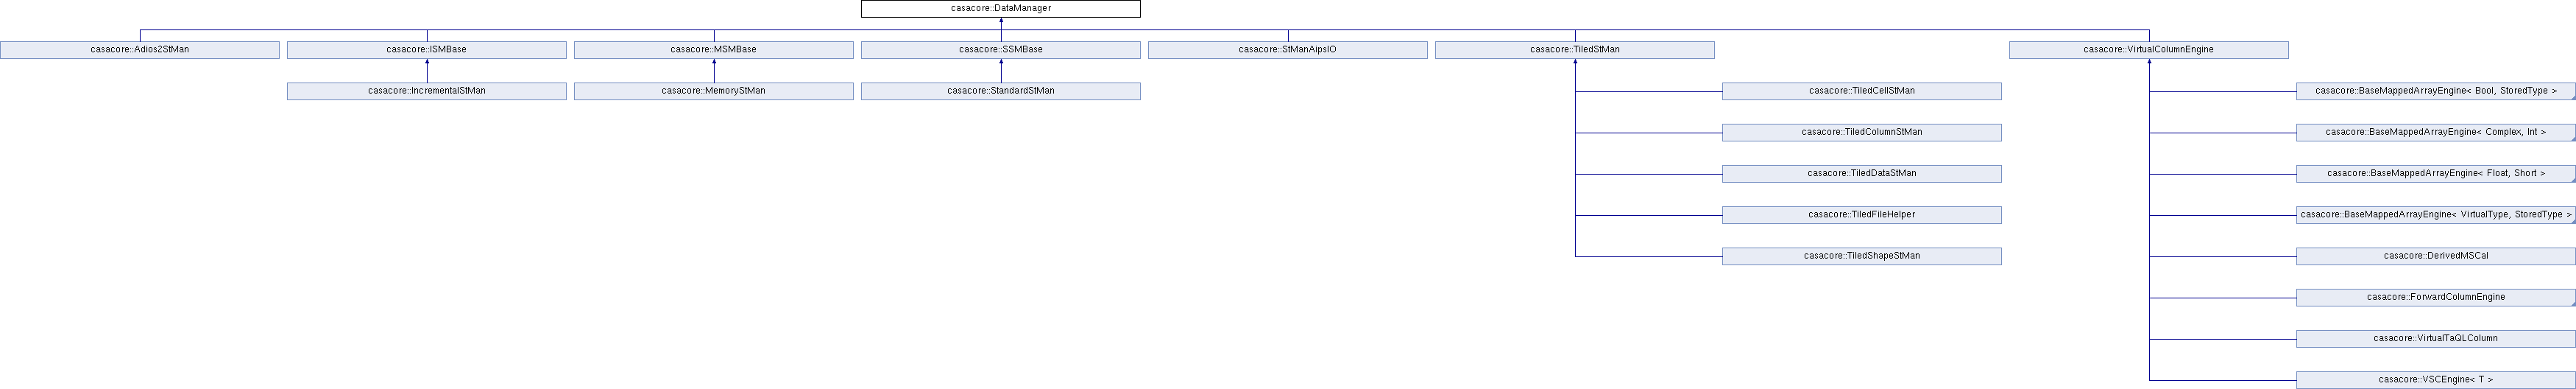 casacore::DataManager
casacore::Adios2StMan
casacore::ISMBase
casacore::MSMBase
casacore::SSMBase
casacore::StManAipsIO
casacore::TiledStMan
casacore::VirtualColumnEngine
casacore::IncrementalStMan
casacore::MemoryStMan
casacore::StandardStMan
casacore::TiledCellStMan
casacore::BaseMappedArrayEngine< Bool, StoredType >
casacore::TiledColumnStMan
casacore::BaseMappedArrayEngine< Complex, Int >
casacore::TiledDataStMan
casacore::BaseMappedArrayEngine< Float, Short >
casacore::TiledFileHelper
casacore::BaseMappedArrayEngine< VirtualType, StoredType >
casacore::TiledShapeStMan
casacore::DerivedMSCal
casacore::ForwardColumnEngine
casacore::VirtualTaQLColumn
casacore::VSCEngine< T >